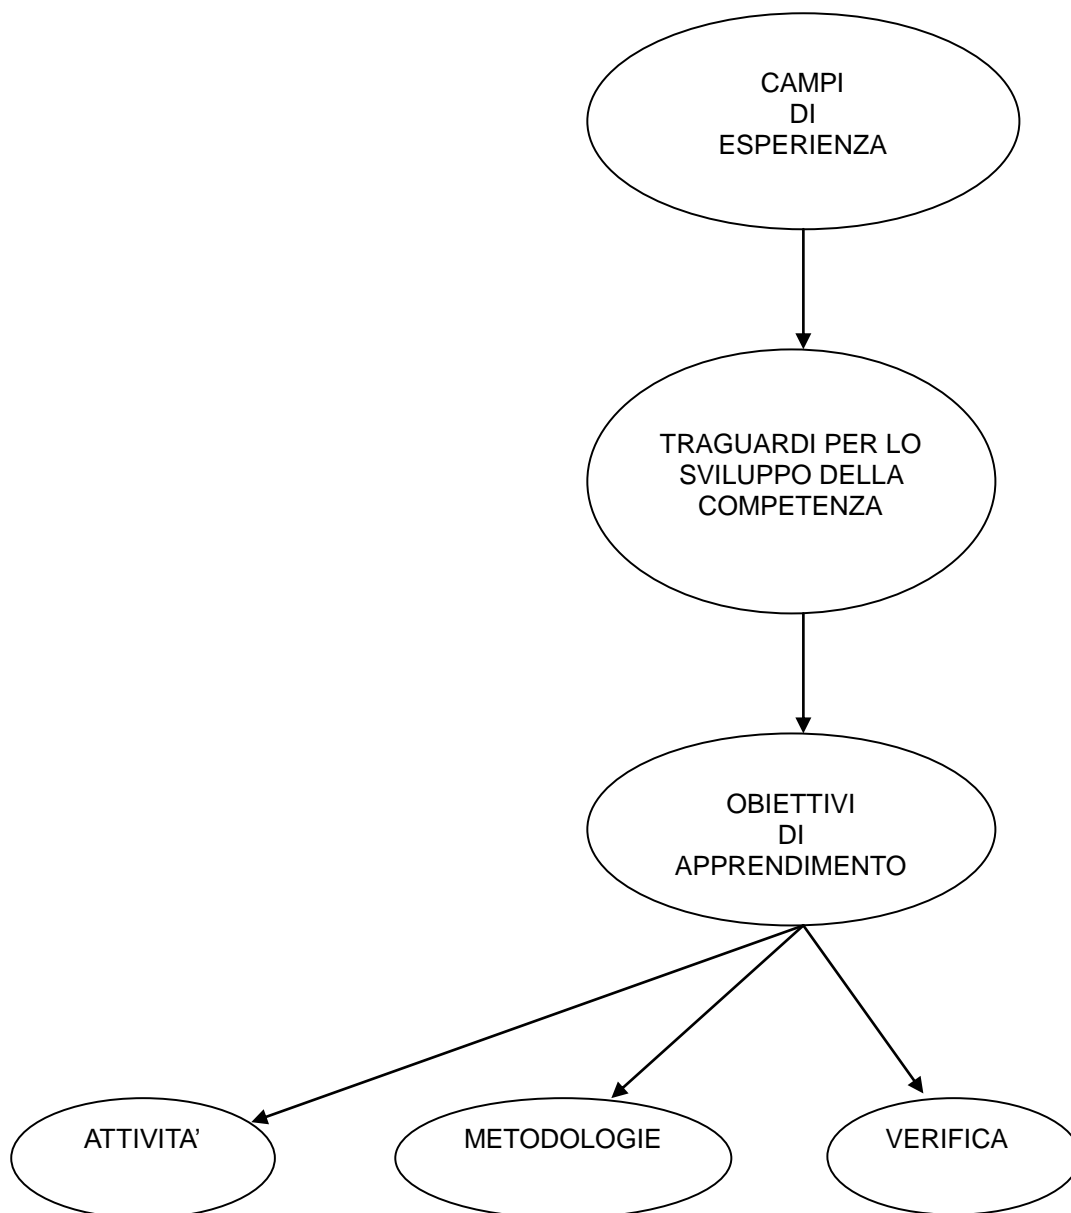 CAMPI
DI
ESPERIENZA
TRAGUARDI PER LO
SVILUPPO DELLA
COMPETENZA
OBIETTIVI
DI
APPRENDIMENTO
ATTIVITA’
METODOLOGIE
VERIFICA